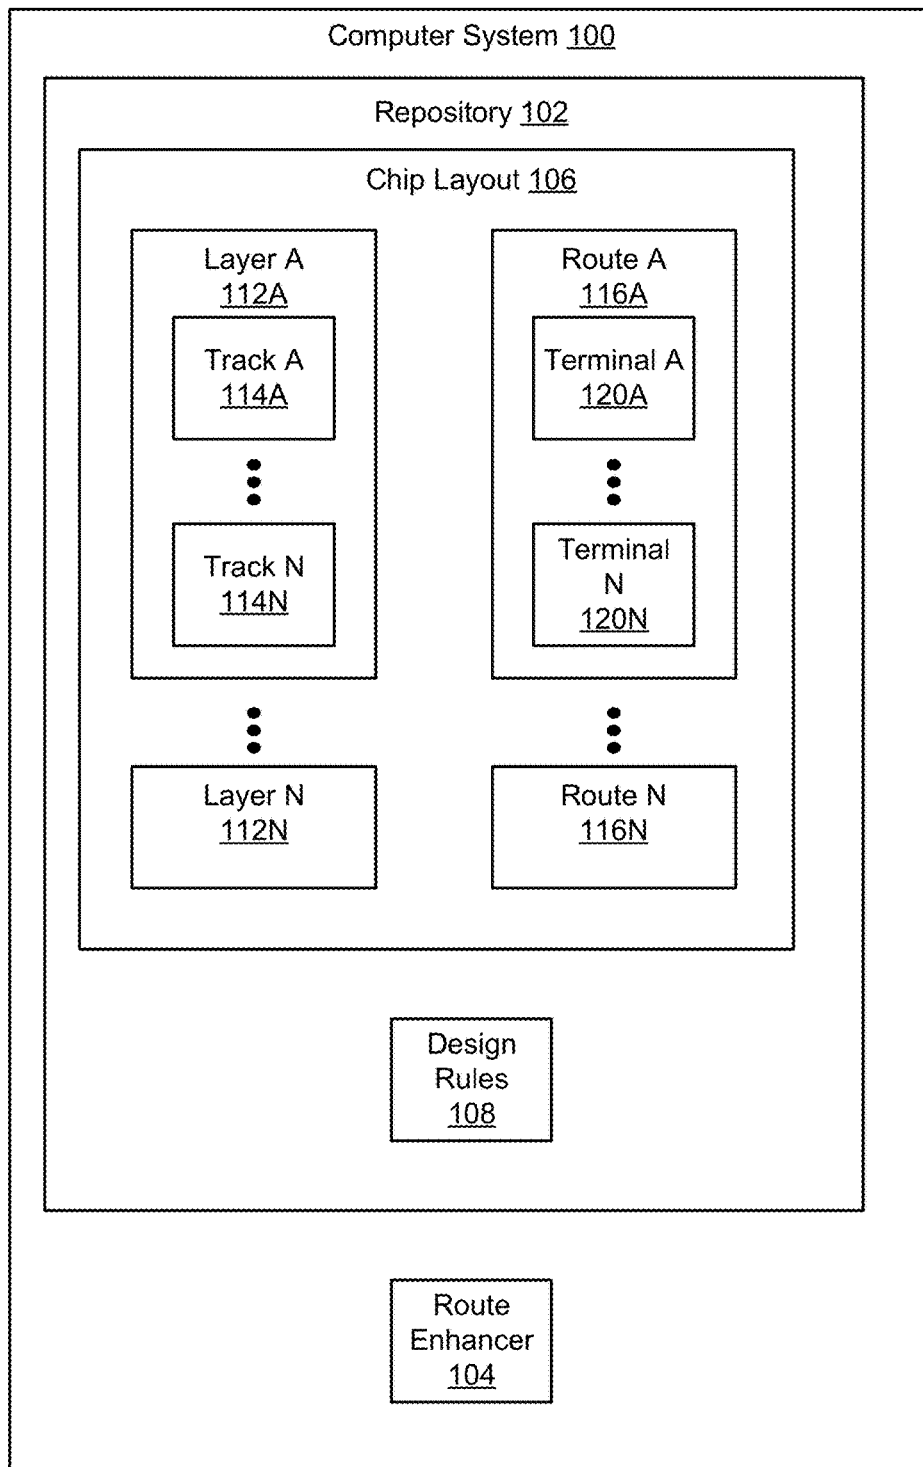 Computer System 100
Repository 102
Chip Layout 106
Layer A
112A
Track A
114A
Track N
114N
Layer N
112N
Route A
116A
Terminal A
120A
Terminal
N
120N
Route N
116N
Design
Rules
108
Route
Enhancer
104